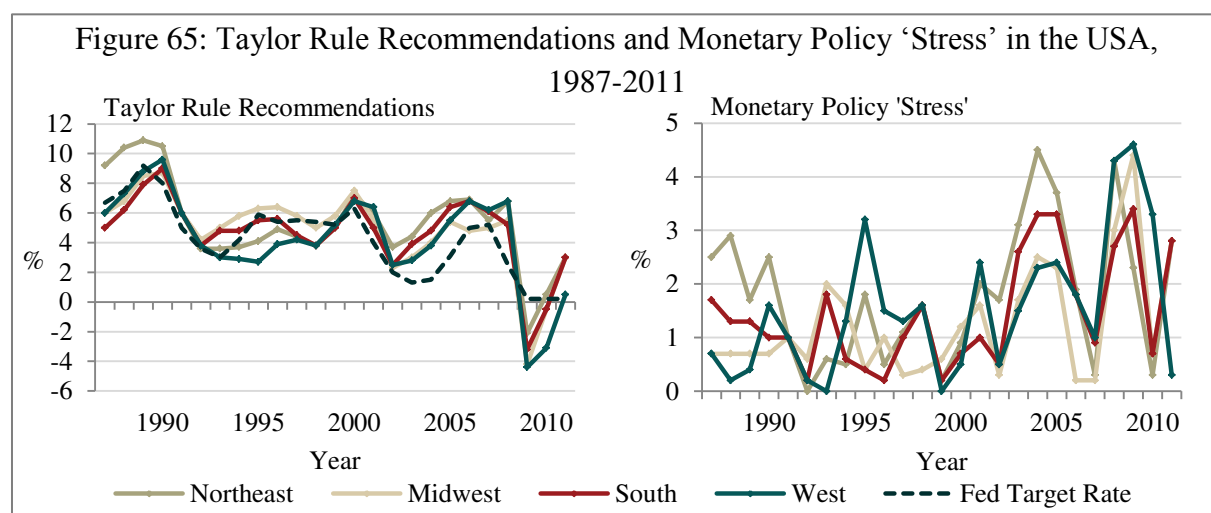 Figure 65: Taylor Rule Recommendations and Monetary Policy ‘Stress’ in the USA,
1987-2011
Taylor Rule Recommendations
12
10
8
6
4
2
0
-2
-4
-6
%
1990 1995 2000 2005 2010
Year
Monetary Policy 'Stress'
5
4
3
2
1
0
%
1990 1995 2000 2005 2010
Year
Northeast Midwest South West Fed Target Rate